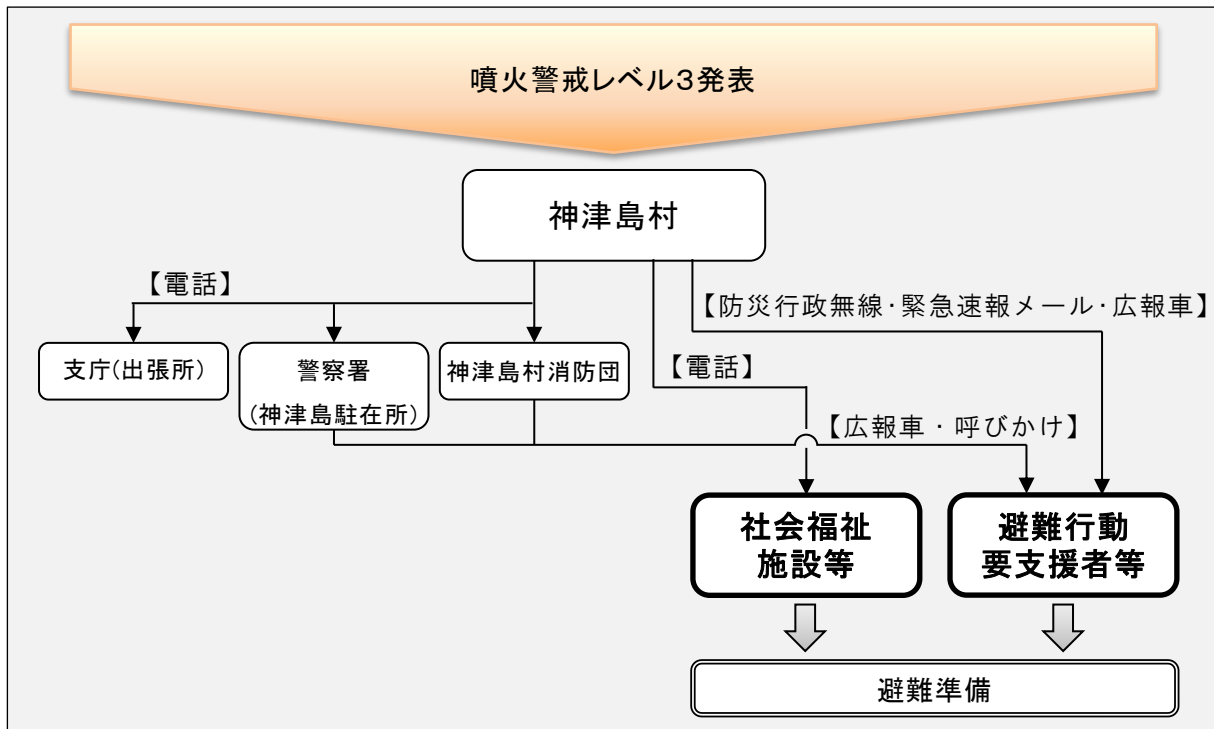 噴火警戒レベル3発表
神津島村
【電話】
【防災行政無線･緊急速報メール･広報車】
支庁(出張所)
警察署
(神津島駐在所)
神津島村消防団
【電話】
【広報車・呼びかけ】
社会福祉
施設等
避難行動
要支援者等
避難準備